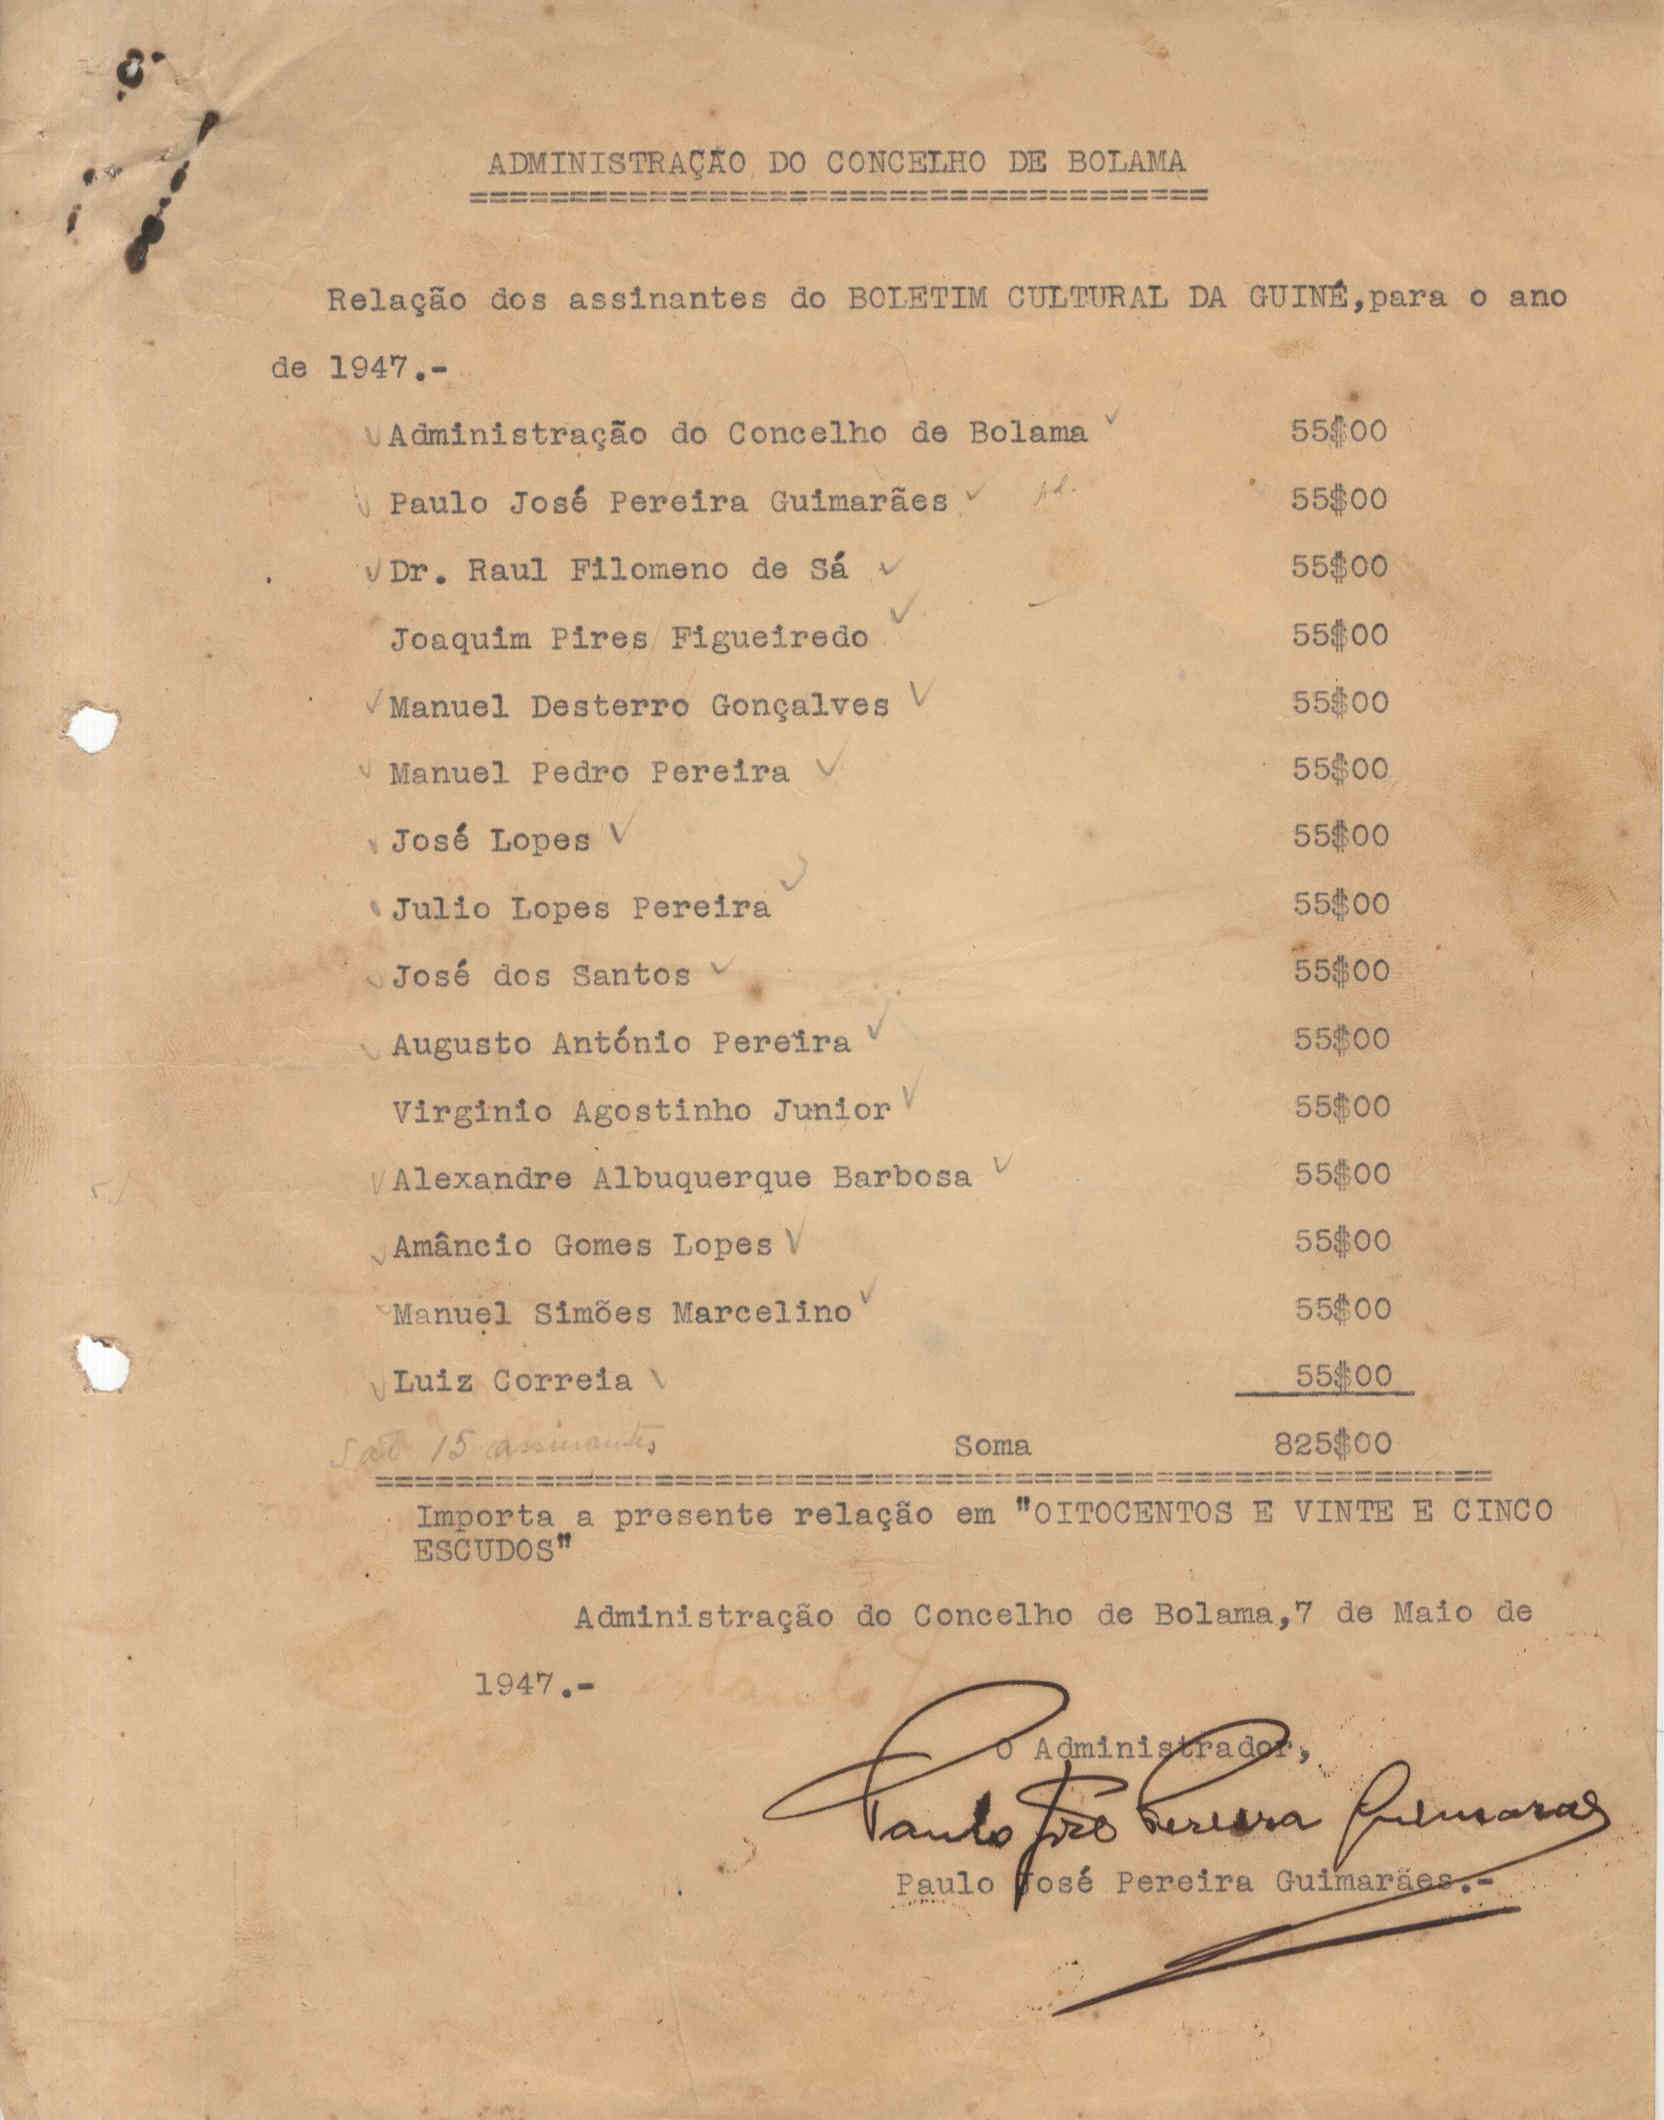 ADMINISTRAÇÃO DO CONCELHO DE BOLAMA
=====================================
Relação dos assinantes do BOLETIM CULTURAL DA GUINÉ,para o ano
de 1947.-
Administração do Concelho de Bolama 55$00
Paulo José Pereira Guimarães 55$00
Dr. Raul Filomeno de Sá 55$00
Joaquim Pires Figueiredo 55$00
Manuel Desterro Gonçalves 55$00
Manuel Pedro Pereira 55$00
José Lopes 55$00
Julio Lopes Pereira 55$00
José dos Santos 55$00
Augusto António Pereira 55$00
Virginio Agostinho Junior 55$00
Alexandre Albuquerque Barbosa 55$00
Amâncio Gomes Lopes 55$00
Manuel Simões Marcelino 55$00
Luiz Correia 55$00
São 15 assinantes Soma 825$00
========================================================
Importa a presente relação em "OITOCENTOS E VINTE E CINCO
ESCUDOS"
Administração do Concelho de Bolama,7 de Maio de
1947.-
O Administrador,
Paulo José Pereira Guimarães
Paulo José Pereira Guimarães.-